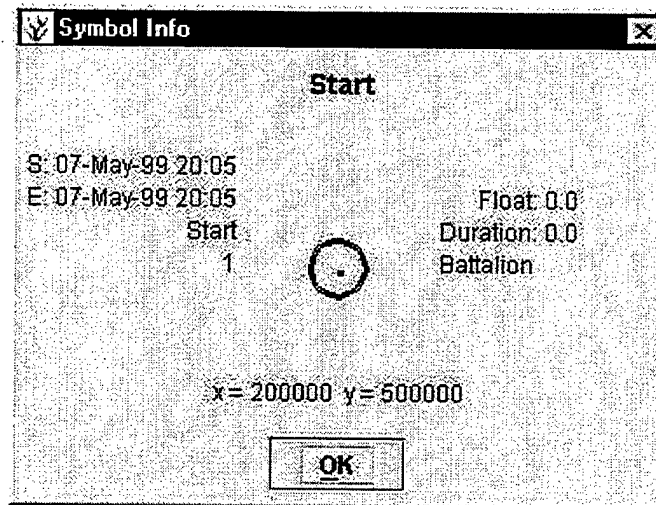 Symbol Info
Start
S: 07-May-99 20:05
E: 07-May-99 20:05
Start
1
Float: 0.0
Duration: 0.0
Battalion
x = 200000 y = 500000
OK